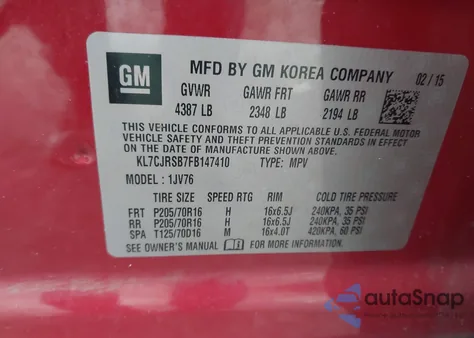 GM
MFD BY GM KOREA COMPANY 02/15
GVWR GAWR FRT GAWR RR
4387 LB 2348 LB 2194 LB
THIS VEHICLE CONFORMS TO ALL APPLICABLE U.S. FEDERAL MOTOR
VEHICLE SAFETY AND THEFT PREVENTION STANDARDS IN EFFECT ON
THE DATE OF MANUFACTURE SHOWN ABOVE.
KL7CJRSB7FB147410 TYPE: MPV
MODEL: 1JV76
TIRE SIZE SPEED RTG RIM COLD TIRE PRESSURE
FRT P205/70R16 H 16x6.5J 240KPA, 35 PSI
RR P205/70R16 H 16x6.5J 240KPA, 35 PSI
SPA T125/70D16 M 16x4.0T 420KPA, 60 PSI
SEE OWNER'S MANUAL FOR MORE INFORMATION.
autoSnap